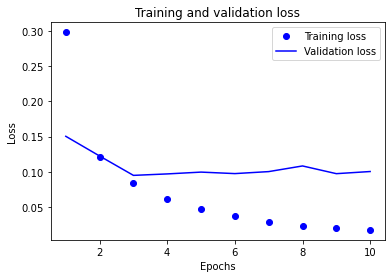 Training and validation loss
Training loss
Validation loss
0.30
0.25
0.20
0.15
0.10
0.05
Loss
2 4 6 8 10
Epochs